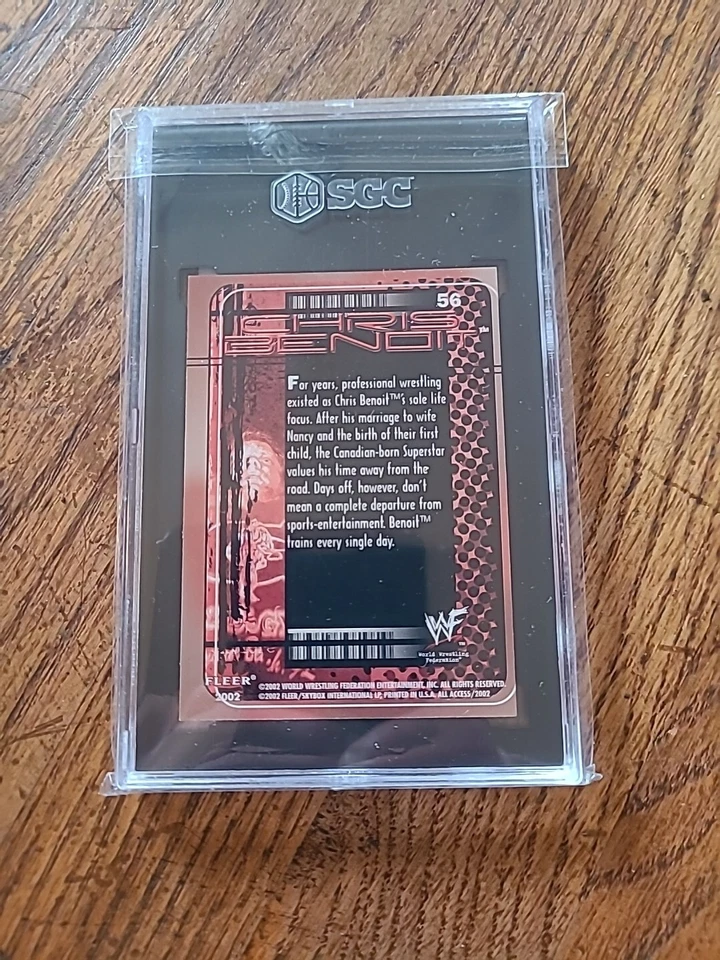 SGC
56
CHRIS
BENOIT™
For years, professional wrestling
existed as Chris Benoit™'s sole life
focus. After his marriage to wife
Nancy and the birth of their first
child, the Canadian-born Superstar
values his time away from the
road. Days off, however, don't
mean a complete departure from
sports-entertainment. Benoit™
trains every single day.
WF
World Wrestling
Federation®
FLEER®
2002
©2002 WORLD WRESTLING FEDERATION ENTERTAINMENT, INC. ALL RIGHTS RESERVED.
©2002 FLEER/SKYBOX INTERNATIONAL LP, PRINTED IN U.S.A. ALL ACCESS/2002